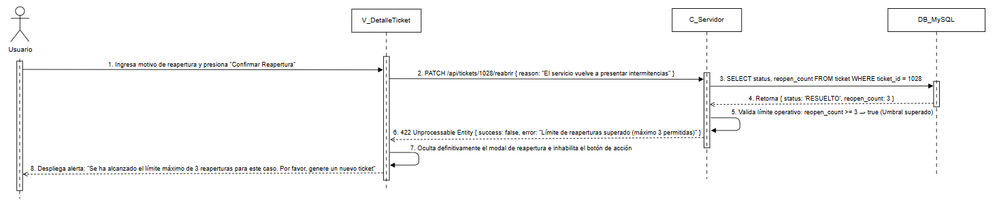 Usuario
V_DetalleTicket
C_Servidor
DB_MySQL
1. Ingresa motivo de reapertura y presiona "Confirmar Reapertura"
2. PATCH /api/tickets/1028/reabrir { reason: "El servicio vuelve a presentar intermitencias" }
3. SELECT status, reopen_count FROM ticket WHERE ticket_id = 1028
4. Retorna { status: 'RESUELTO', reopen_count: 3 }
5. Valida límite operativo: reopen_count >= 3 → true (Umbral superado)
6. 422 Unprocessable Entity { success: false, error: "Límite de reaperturas superado (máximo 3 permitidas)" }
7. Oculta definitivamente el modal de reapertura e inhabilita el botón de acción
8. Despliega alerta: "Se ha alcanzado el límite máximo de 3 reaperturas para este caso. Por favor, genere un nuevo ticket"